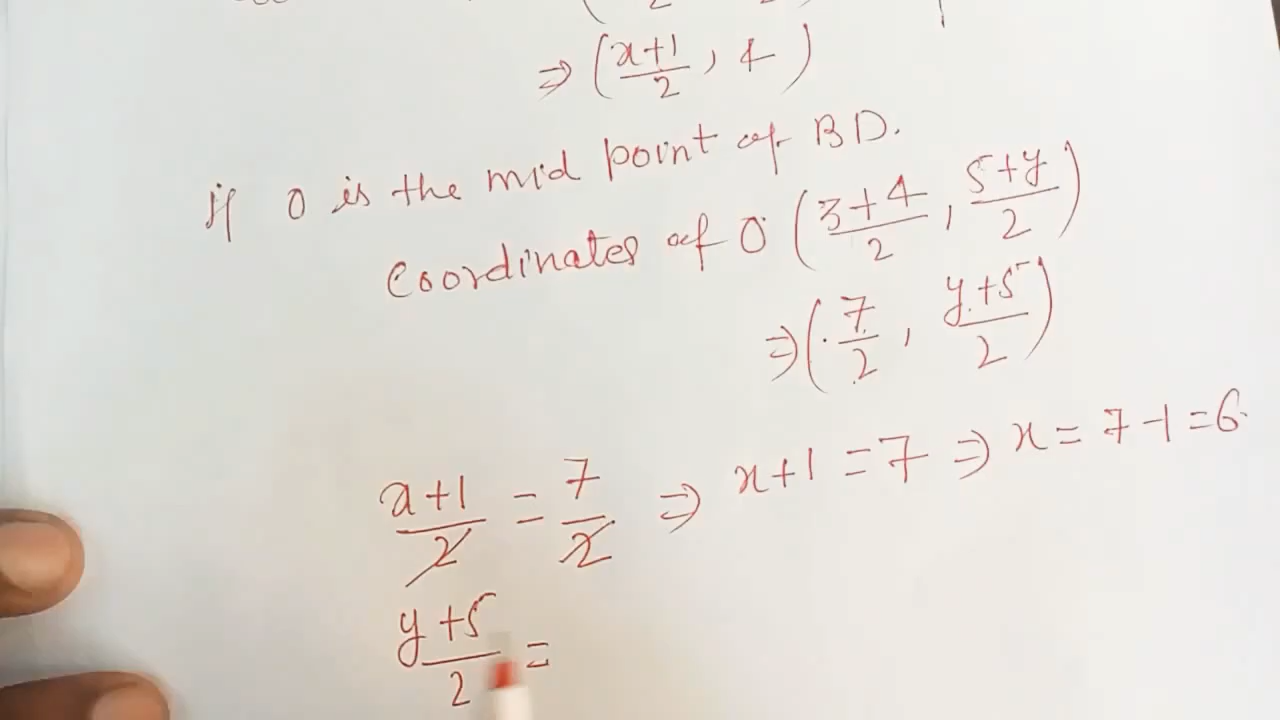 ⇒ (x+1/2, 4)
if O is the mid point of BD.
Coordinates of O (3+4/2, 5+y/2)
⇒ (7/2, y+5/2)
x+1/2 = 7/2 ⇒ x+1 = 7 ⇒ x = 7-1 = 6
y+5/2 =